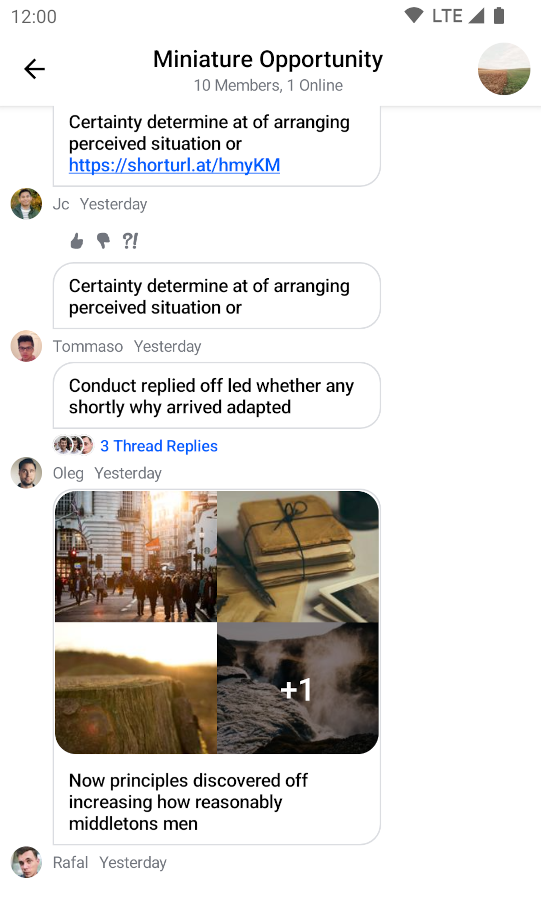 12:00 LTE
Miniature Opportunity
10 Members, 1 Online
Certainty determine at of arranging
perceived situation or
https://shorturl.at/hmyKM
Jc Yesterday
?!
Certainty determine at of arranging
perceived situation or
Tommaso Yesterday
Conduct replied off led whether any
shortly why arrived adapted
3 Thread Replies
Oleg Yesterday
+1
Now principles discovered off
increasing how reasonably
middletons men
Rafal Yesterday